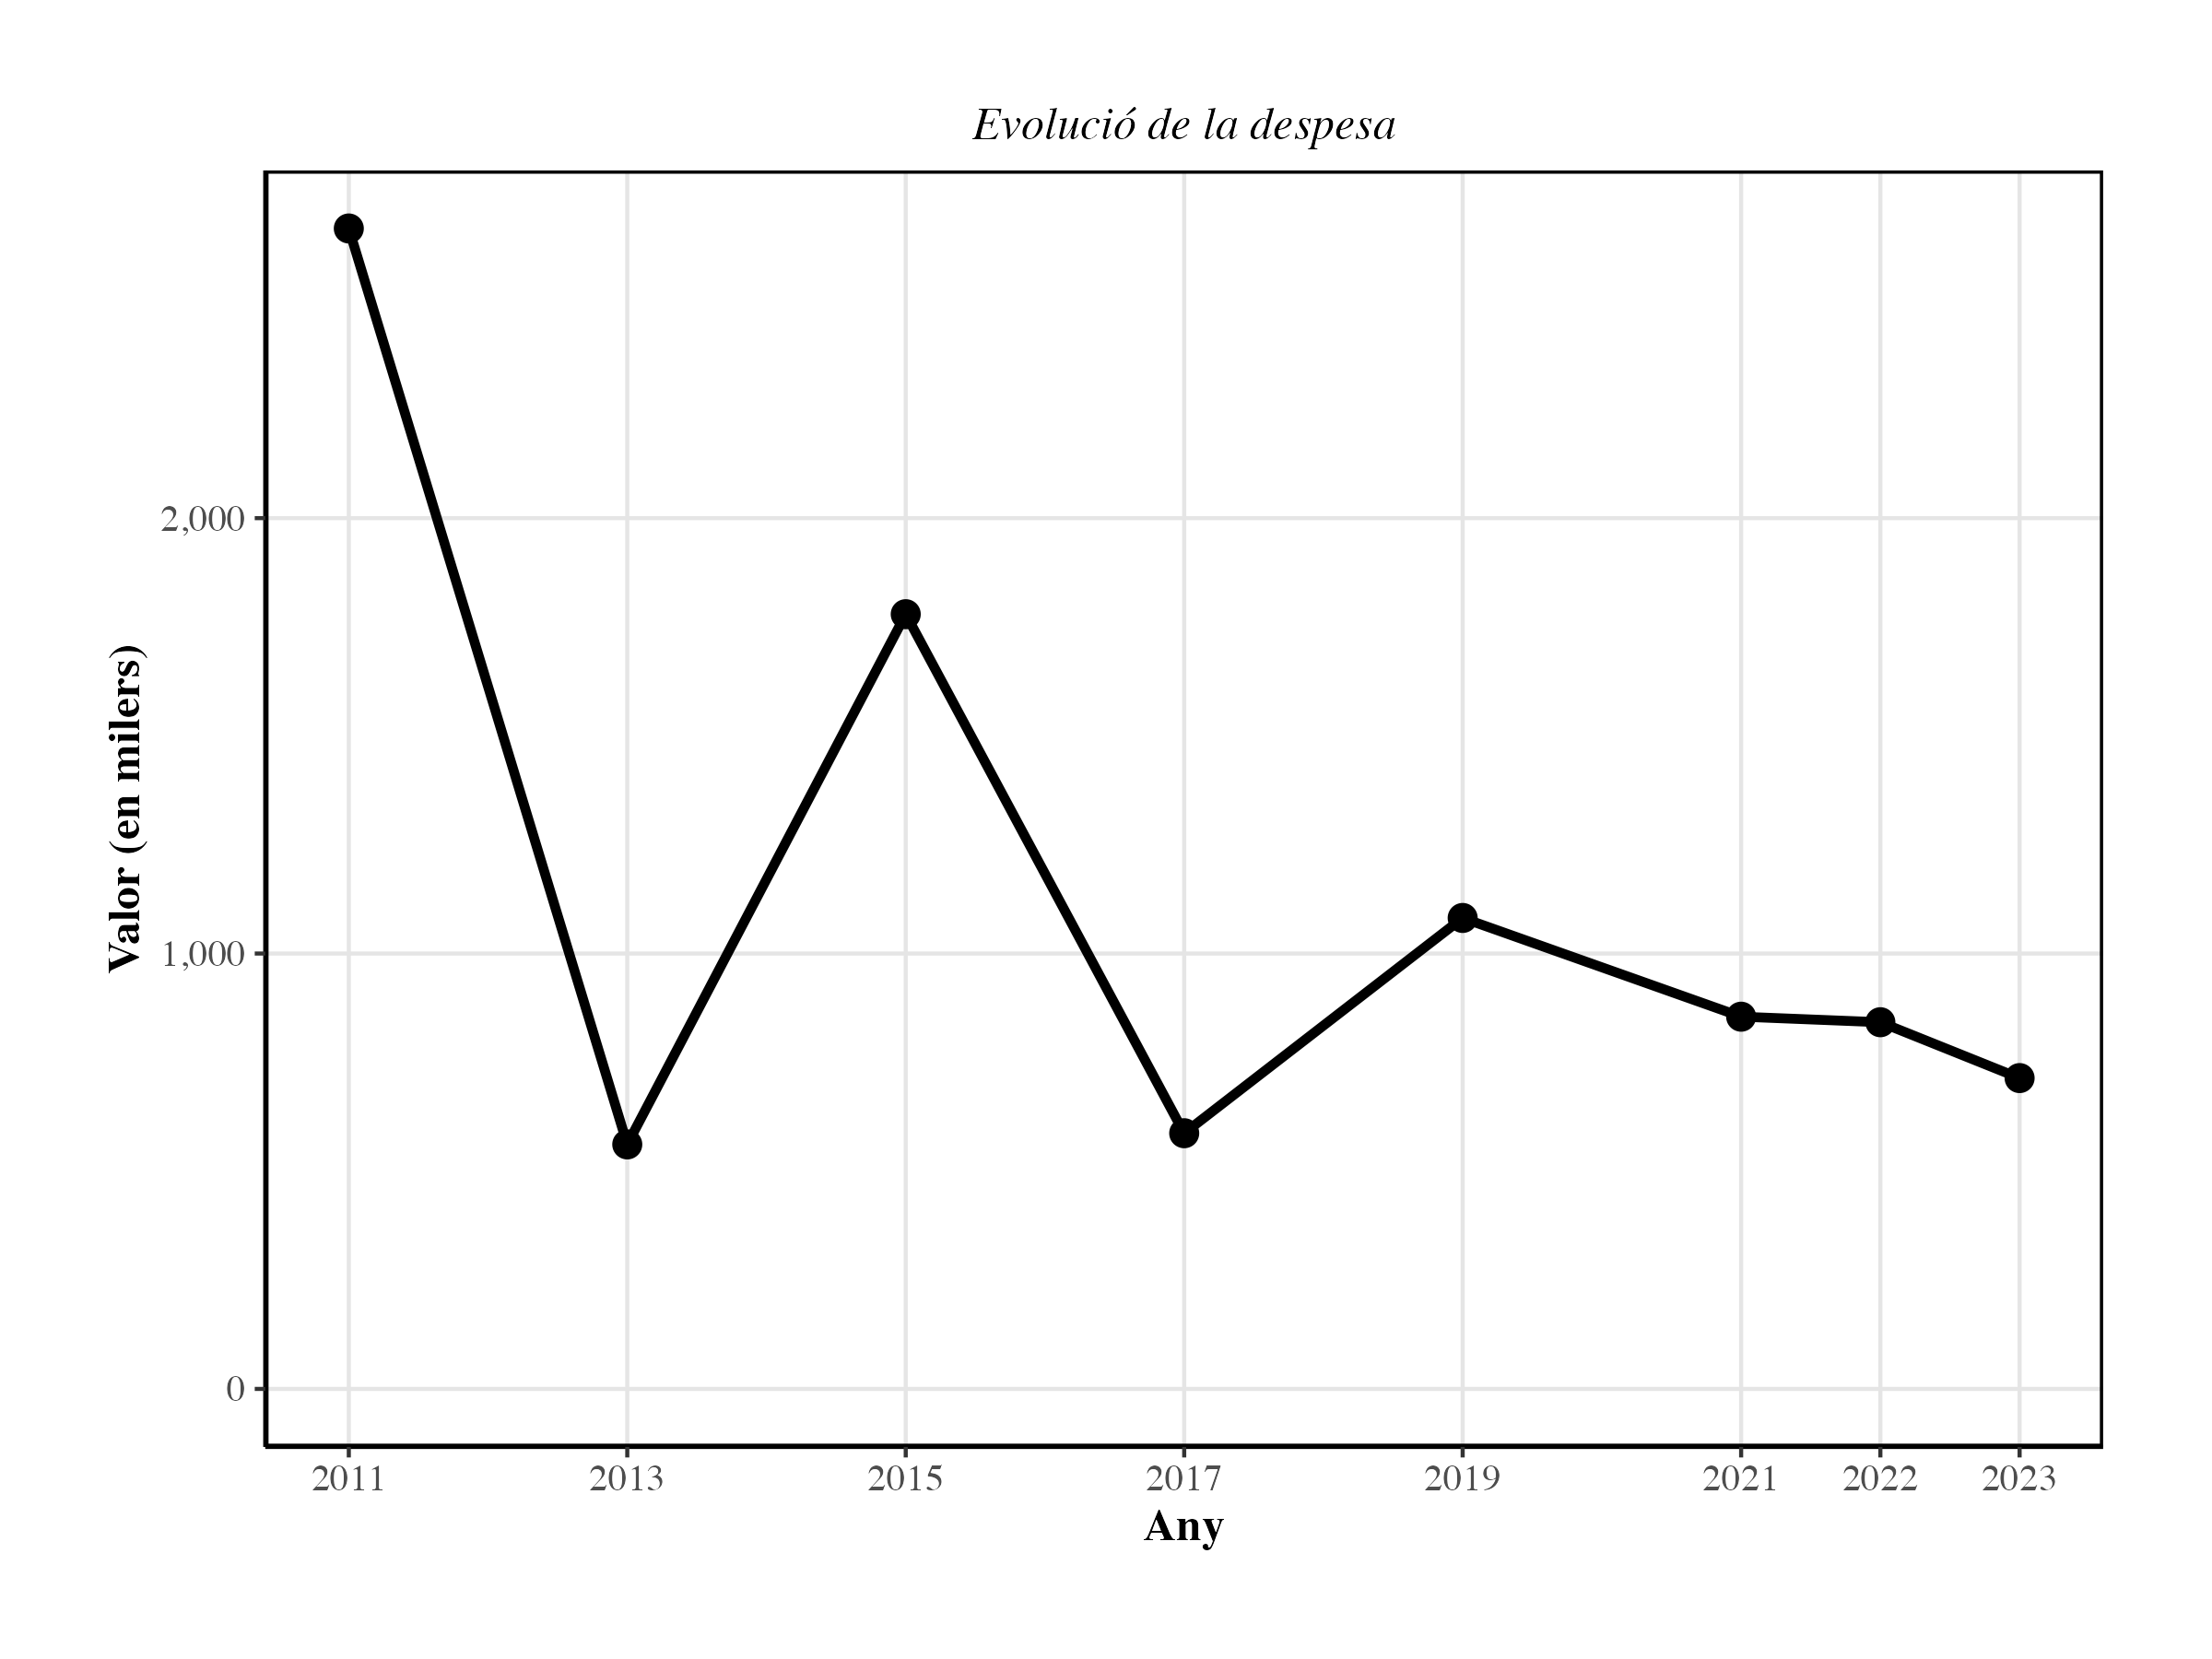 Evolució de la despesa
Valor (en milers)
2,000
1,000
0
2011 2013 2015 2017 2019 2021 2022 2023
Any